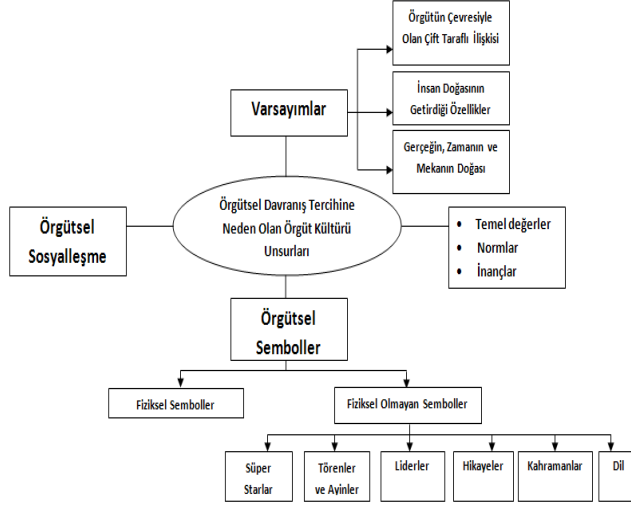 Örgütün Çevresiyle
Olan Çift Taraflı İlişkisi
Varsayımlar
İnsan Doğasının
Getirdiği Özellikler
Gerçeğin, Zamanın ve
Mekanın Doğası
Örgütsel
Sosyalleşme
Örgütsel Davranış Tercihine
Neden Olan Örgüt Kültürü
Unsurları
• Temel değerler
• Normlar
• İnançlar
Örgütsel
Semboller
Fiziksel Semboller
Fiziksel Olmayan Semboller
Süper
Starlar
Törenler
ve Ayinler
Liderler
Hikayeler
Kahramanlar
Dil